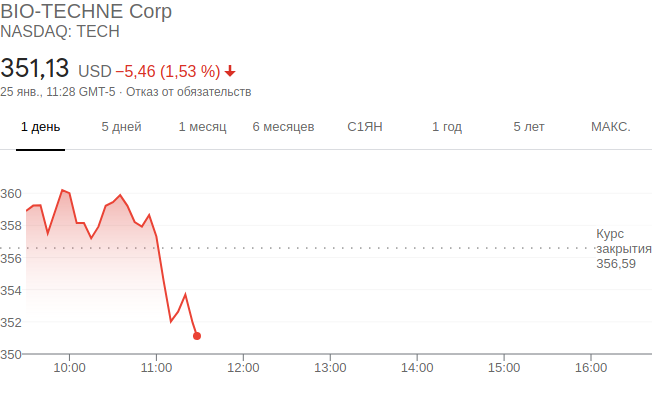 BIO-TECHNE Corp
NASDAQ: TECH
351,13 USD −5,46 (1,53 %)
25 янв., 11:28 GMT-5 · Отказ от обязательств
1 день 5 дней 1 месяц 6 месяцев С1ЯН 1 год 5 лет МАКС.
360
358
Курс
закрытия
356,59
356
354
352
350
10:00 11:00 12:00 13:00 14:00 15:00 16:00